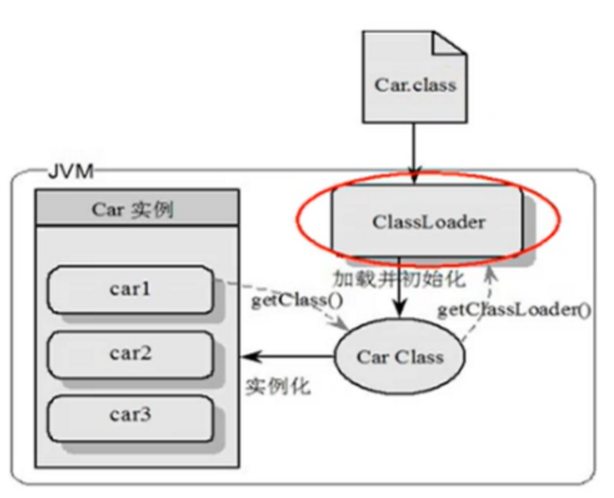 Car.class
JVM
Car 实例
ClassLoader
加载并初始化
car1
getClass()
getClassLoader()
car2
Car Class
实例化
car3